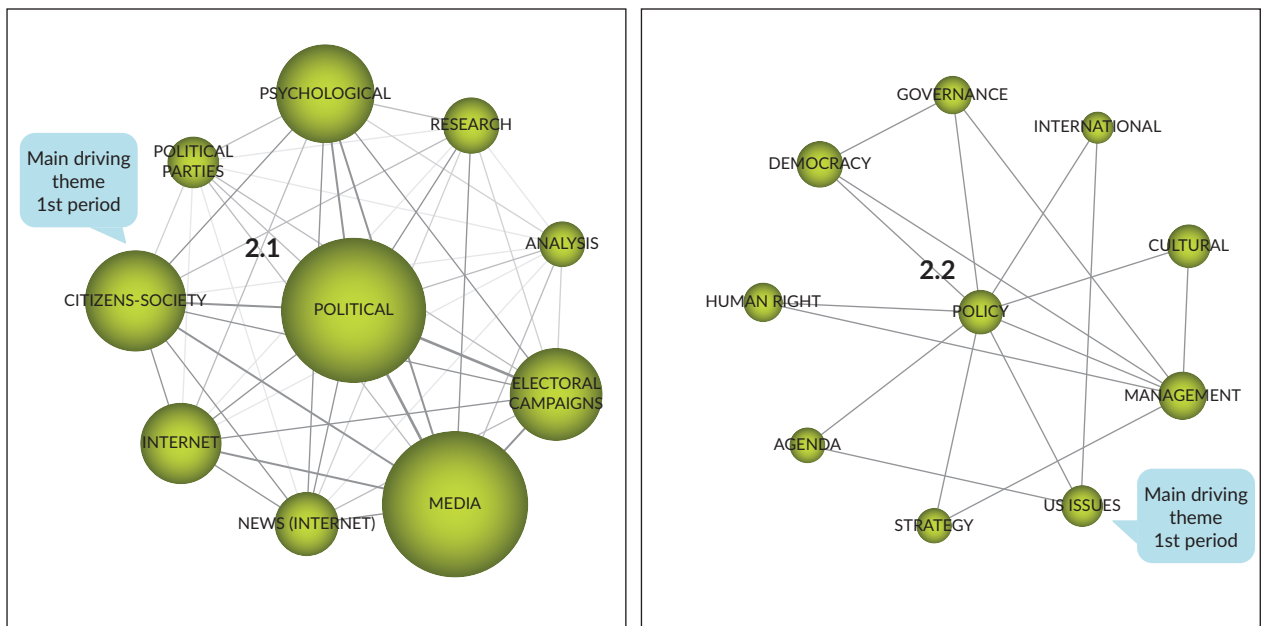 PSYCHOLOGICAL
RESEARCH
POLITICAL
PARTIES
Main driving
theme
1st period
2.1
ANALYSIS
CITIZENS-SOCIETY
POLITICAL
ELECTORAL
CAMPAIGNS
INTERNET
MEDIA
NEWS (INTERNET)
GOVERNANCE
INTERNATIONAL
DEMOCRACY
CULTURAL
2.2
HUMAN RIGHT
POLICY
MANAGEMENT
AGENDA
US ISSUES
STRATEGY
Main driving
theme
1st period